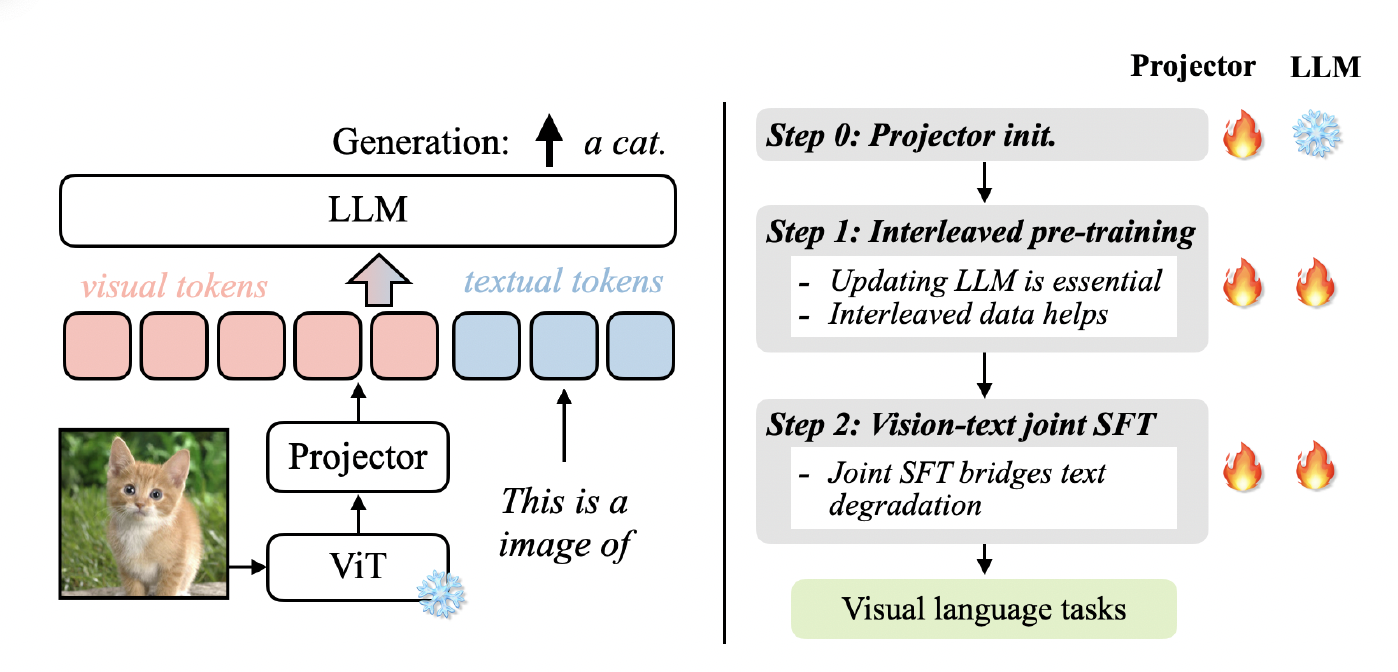 Generation: a cat.
LLM
visual tokens
textual tokens
Projector
ViT
This is a
image of
Projector LLM
Step 0: Projector init.
Step 1: Interleaved pre-training
- Updating LLM is essential
- Interleaved data helps
Step 2: Vision-text joint SFT
- Joint SFT bridges text
degradation
Visual language tasks